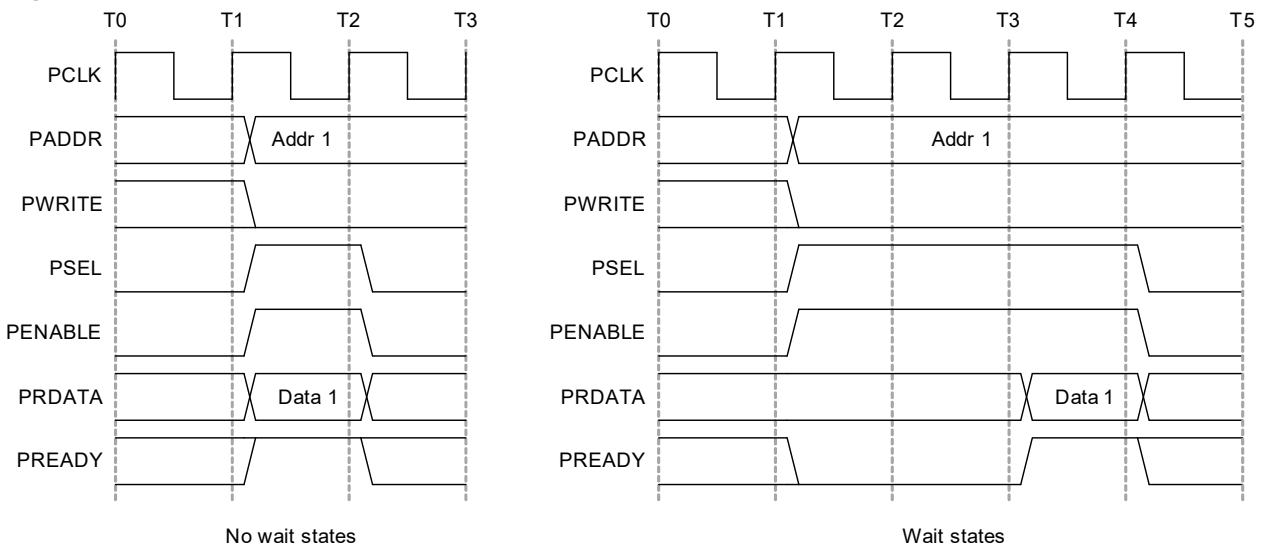 T0 T1 T2 T3
PCLK
PADDR Addr 1
PWRITE
PSEL
PENABLE
PRDATA Data 1
PREADY
No wait states
T0 T1 T2 T3 T4 T5
PCLK
PADDR Addr 1
PWRITE
PSEL
PENABLE
PRDATA Data 1
PREADY
Wait states